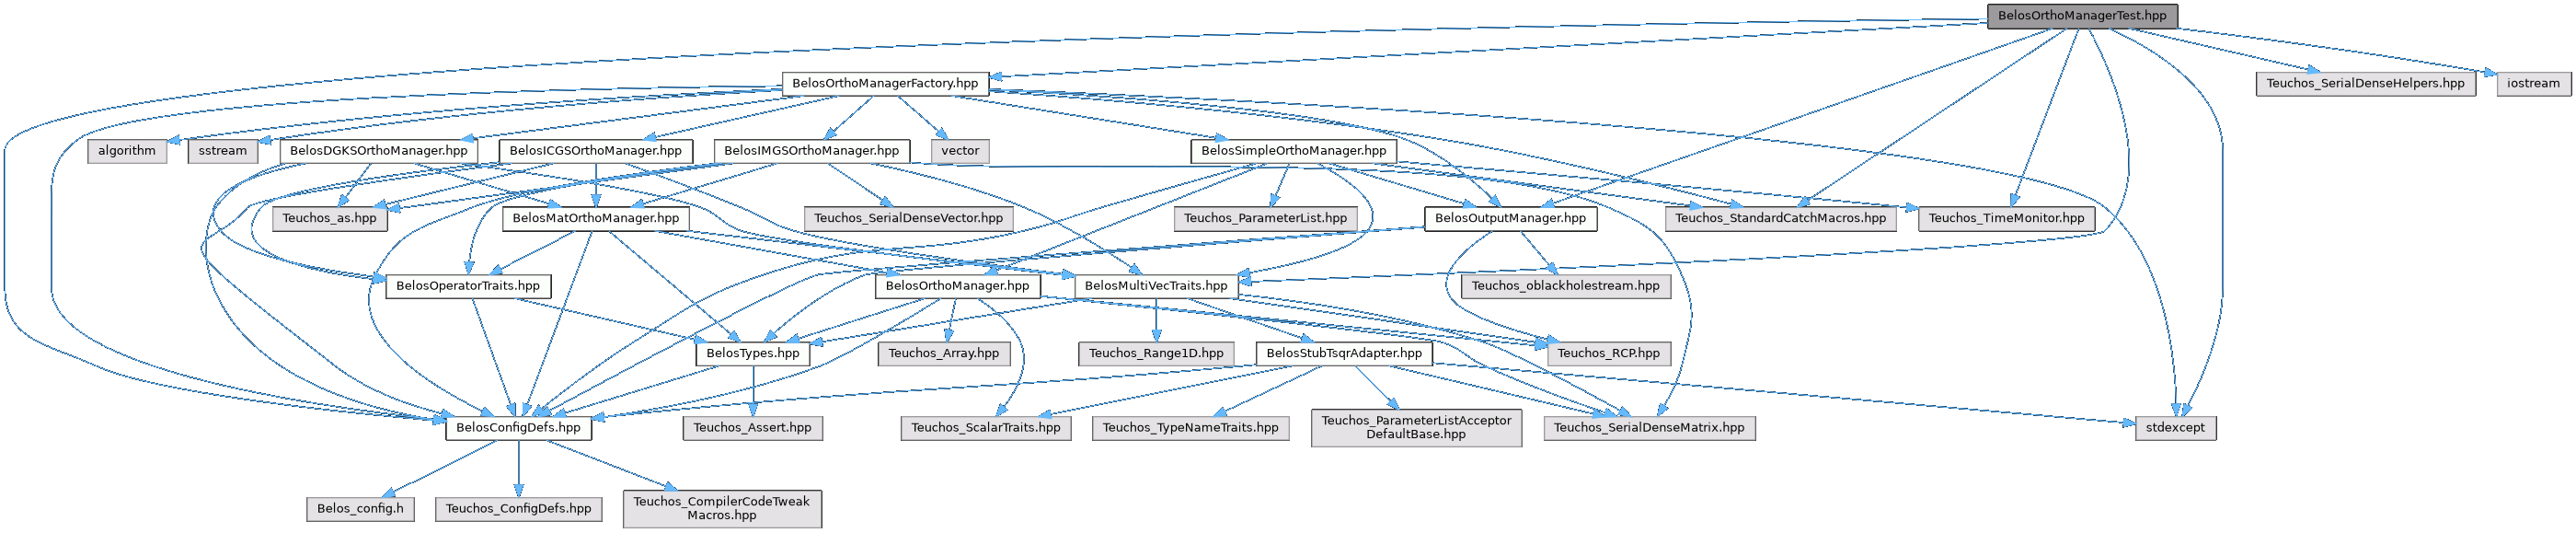 BelosOrthoManagerTest.hpp
BelosOrthoManagerFactory.hpp
Teuchos_SerialDenseHelpers.hpp
iostream
algorithm
sstream
BelosDGKSOrthoManager.hpp
BelosICGSOrthoManager.hpp
BelosIMGSOrthoManager.hpp
vector
BelosSimpleOrthoManager.hpp
Teuchos_as.hpp
BelosMatOrthoManager.hpp
Teuchos_SerialDenseVector.hpp
Teuchos_ParameterList.hpp
BelosOutputManager.hpp
Teuchos_StandardCatchMacros.hpp
Teuchos_TimeMonitor.hpp
BelosOperatorTraits.hpp
BelosOrthoManager.hpp
BelosMultiVecTraits.hpp
Teuchos_oblackholestream.hpp
BelosTypes.hpp
Teuchos_Array.hpp
Teuchos_Range1D.hpp
BelosStubTsqrAdapter.hpp
Teuchos_RCP.hpp
BelosConfigDefs.hpp
Teuchos_Assert.hpp
Teuchos_ScalarTraits.hpp
Teuchos_TypeNameTraits.hpp
Teuchos_ParameterListAcceptor
DefaultBase.hpp
Teuchos_SerialDenseMatrix.hpp
stdexcept
Belos_config.h
Teuchos_ConfigDefs.hpp
Teuchos_CompilerCodeTweak
Macros.hpp